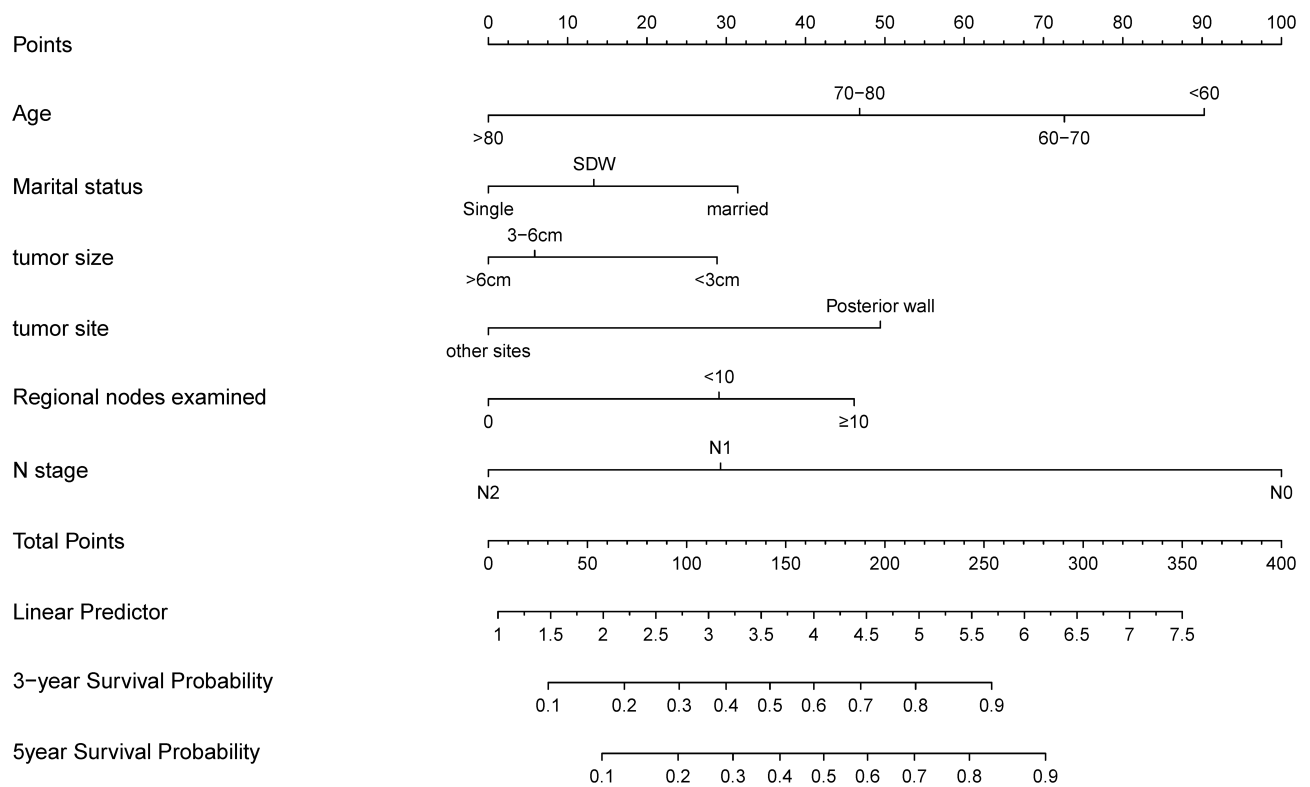 0 10 20 30 40 50 60 70 80 90 100
Points
70−80 <60
Age
>80 60−70
SDW
Marital status
Single married
3−6cm
tumor size
>6cm <3cm
Posterior wall
tumor site
other sites
<10
Regional nodes examined
0 ≥10
N1
N stage
N2 N0
Total Points
0 50 100 150 200 250 300 350 400
Linear Predictor
1 1.5 2 2.5 3 3.5 4 4.5 5 5.5 6 6.5 7 7.5
3−year Survival Probability
0.1 0.2 0.3 0.4 0.5 0.6 0.7 0.8 0.9
5year Survival Probability
0.1 0.2 0.3 0.4 0.5 0.6 0.7 0.8 0.9